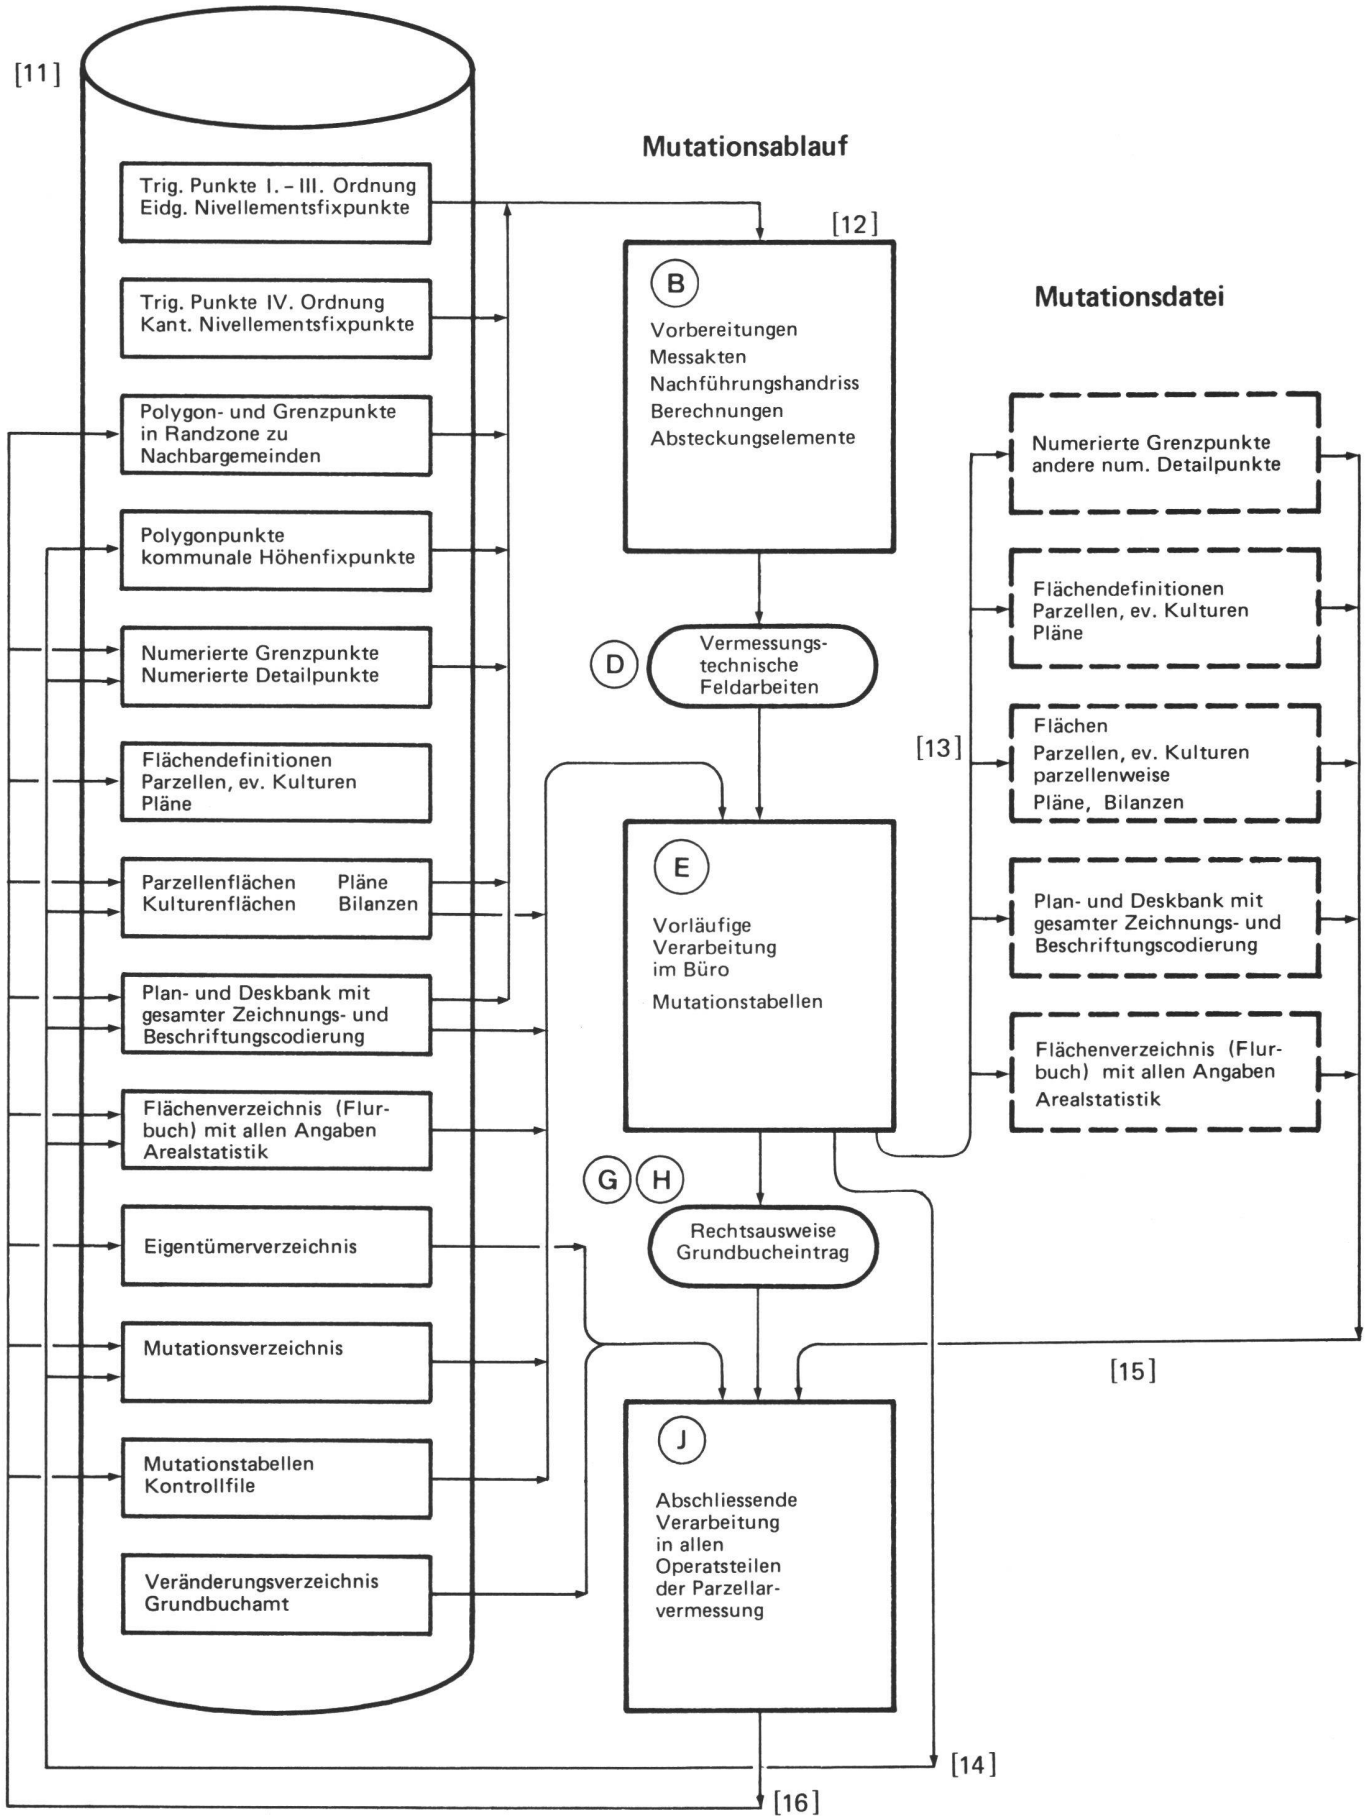 [11]
Trig. Punkte I. – III. Ordnung
Eidg. Nivellementsfixpunkte
Trig. Punkte IV. Ordnung
Kant. Nivellementsfixpunkte
Polygon- und Grenzpunkte
in Randzone zu
Nachbargemeinden
Polygonpunkte
kommunale Höhenfixpunkte
Numerierte Grenzpunkte
Numerierte Detailpunkte
Flächendefinitionen
Parzellen, ev. Kulturen
Pläne
Parzellenflächen Pläne
Kulturenflächen Bilanzen
Plan- und Deskbank mit
gesamter Zeichnungs- und
Beschriftungscodierung
Flächenverzeichnis (Flur-
buch) mit allen Angaben
Arealstatistik
Eigentümerverzeichnis
Mutationsverzeichnis
Mutationstabellen
Kontrollfile
Veränderungsverzeichnis
Grundbuchamt
Mutationsablauf
[12]
B
Vorbereitungen
Messakten
Nachführungshandriss
Berechnungen
Absteckungselemente
D
Vermessungs-
technische
Feldarbeiten
E
Vorläufige
Verarbeitung
im Büro
Mutationstabellen
G H
Rechtsausweise
Grundbucheintrag
J
Abschliessende
Verarbeitung
in allen
Operatsteilen
der Parzellar-
vermessung
Mutationsdatei
[13]
Numerierte Grenzpunkte
andere num. Detailpunkte
Flächendefinitionen
Parzellen, ev. Kulturen
Pläne
Flächen
Parzellen, ev. Kulturen
parzellenweise
Pläne, Bilanzen
Plan- und Deskbank mit
gesamter Zeichnungs- und
Beschriftungscodierung
Flächenverzeichnis (Flur-
buch) mit allen Angaben
Arealstatistik
[15]
[14]
[16]